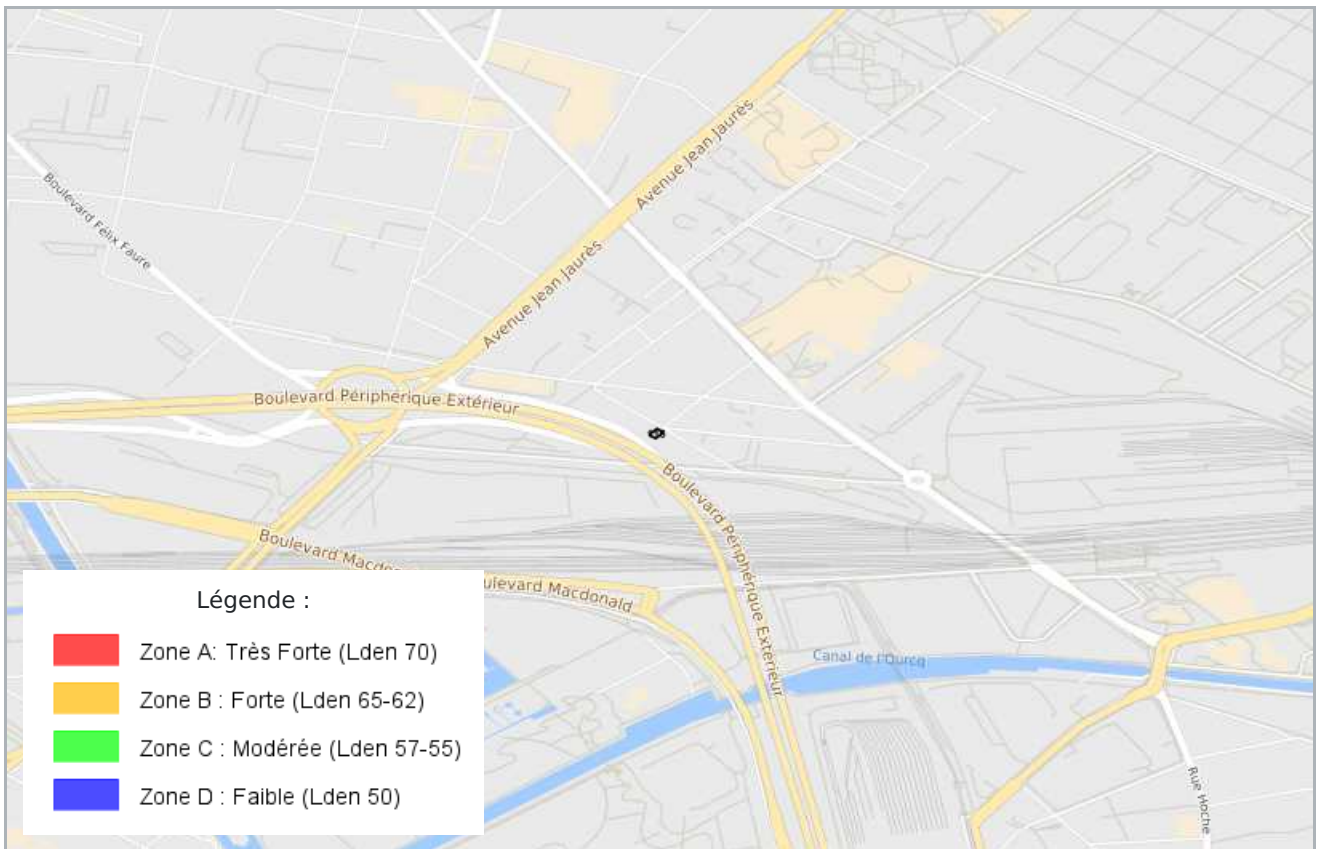 Avenue Jean Jaurès
Boulevard Félix Faure
Avenue Jean Jaurès
Boulevard Périphérique Extérieur
Boulevard Périphérique Extérieur
Boulevard Macdo
ulevard Macdonald
Canal de l'Ourcq
Rue Hoche
Légende :
Zone A: Très Forte (Lden 70)
Zone B : Forte (Lden 65-62)
Zone C : Modérée (Lden 57-55)
Zone D : Faible (Lden 50)